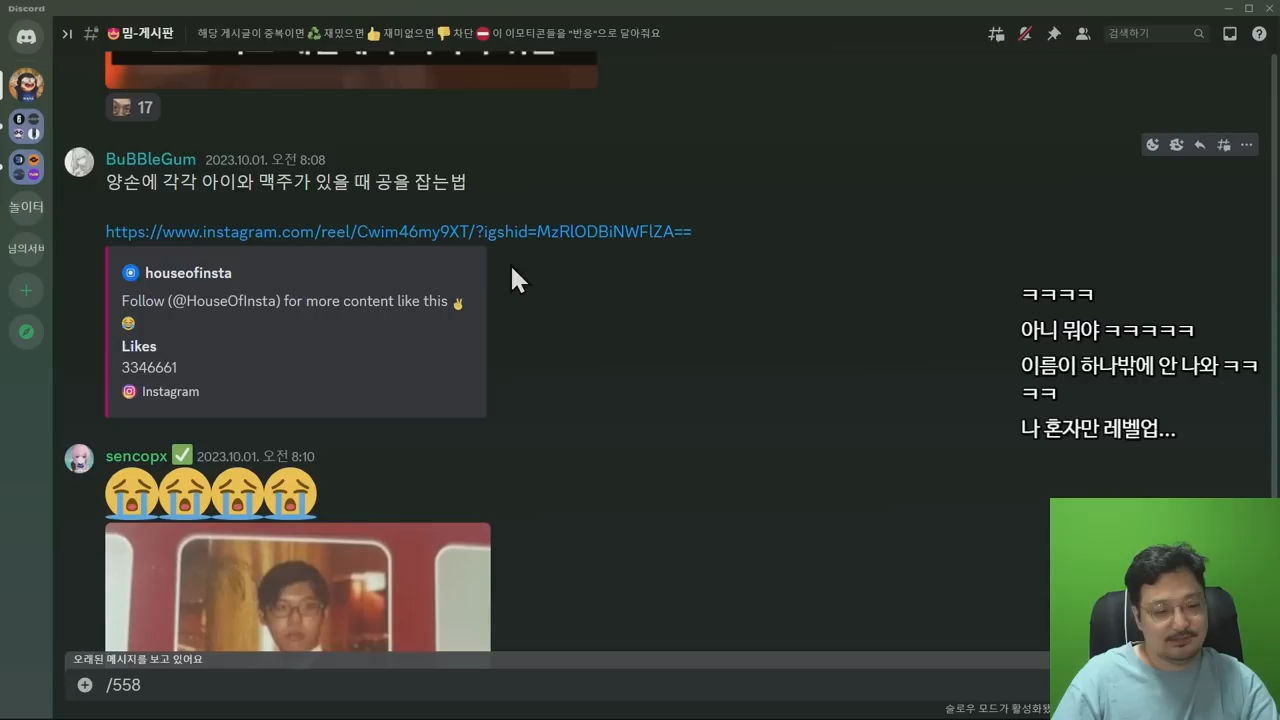 Discord
밈-게시판
해당 게시글이 중복이면 ♻️ 재밌으면 👍 재미없으면 👎 차단 ⛔ 이 이모티콘들을 "반응"으로 달아줘요
검색하기
17
BuBBleGum 2023.10.01. 오전 8:08
양손에 각각 아이와 맥주가 있을 때 공을 잡는법
놀이터
님의서버
https://www.instagram.com/reel/Cwim46my9XT/?igshid=MzRlODBiNWFlZA==
houseofinsta
Follow (@HouseOfInsta) for more content like this ✌️
😂
Likes
3346661
Instagram
ㅋㅋㅋㅋ
아니 뭐야 ㅋㅋㅋㅋㅋ
이름이 하나밖에 안 나와 ㅋㅋ
ㅋㅋ
나 혼자만 레벨업...
sencopx ✅ 2023.10.01. 오전 8:10
😭😭😭😭
오래된 메시지를 보고 있어요
/558
슬로우 모드가 활성화됐